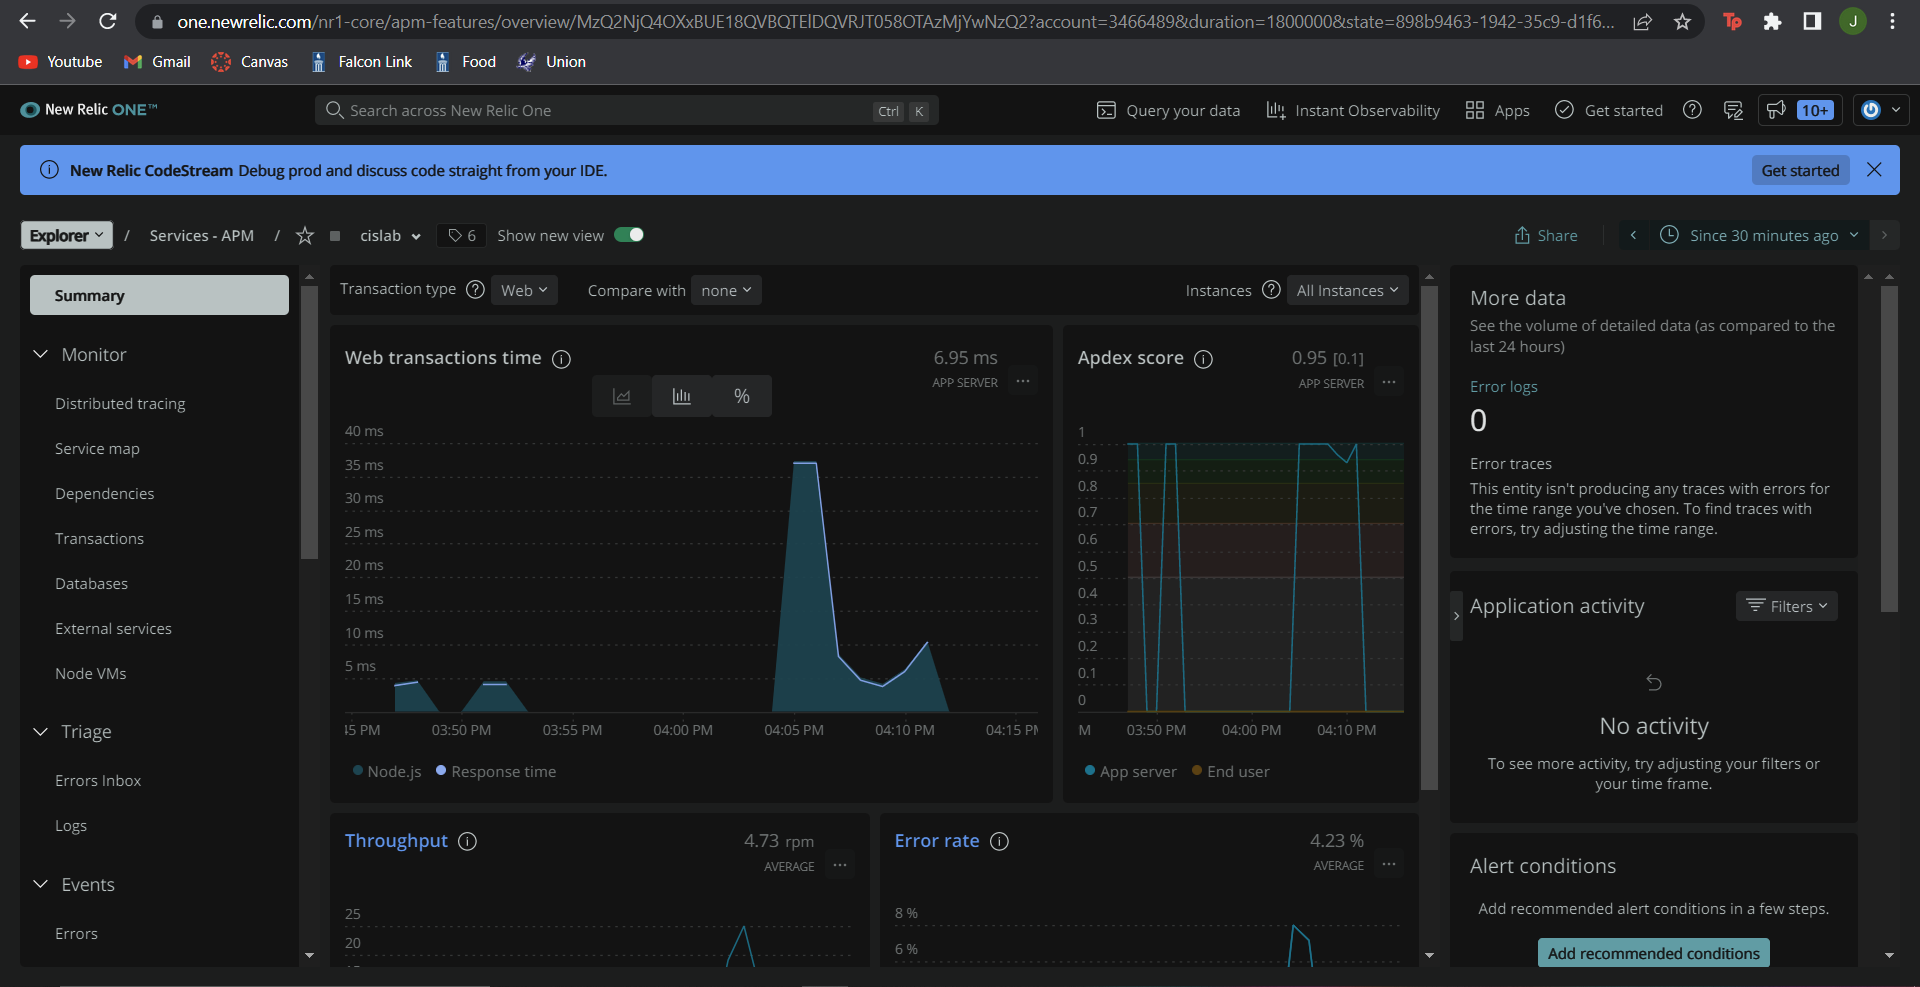 one.newrelic.com/nr1-core/apm-features/overview/MzQ2NjQ4OXxBUE18QVBQTElDQVRJT058OTAzMjYwNzQ2?account=3466489&duration=1800000&state=898b9463-1942-35c9-d1f6...
Tp
J
Youtube
Gmail
Canvas
Falcon Link
Food
Union
New Relic ONE™
Search across New Relic One
Ctrl K
Query your data
Instant Observability
Apps
Get started
10+
New Relic CodeStream Debug prod and discuss code straight from your IDE.
Get started
Explorer / Services - APM / cislab 6 Show new view
Share
Since 30 minutes ago
Summary
Monitor
Distributed tracing
Service map
Dependencies
Transactions
Databases
External services
Node VMs
Triage
Errors Inbox
Logs
Events
Errors
Transaction type Web
Compare with none
Instances All Instances
Web transactions time
6.95 ms
APP SERVER
%
40 ms
35 ms
30 ms
25 ms
20 ms
15 ms
10 ms
5 ms
03:50 PM 03:55 PM 04:00 PM 04:05 PM 04:10 PM
Node.js Response time
Apdex score
0.95 [0.1]
APP SERVER
1
0.9
0.8
0.7
0.6
0.5
0.4
0.3
0.2
0.1
0
M 03:50 PM 04:00 PM 04:10 PM
App server End user
Throughput
4.73 rpm
AVERAGE
25
20
Error rate
4.23 %
AVERAGE
8 %
6 %
More data
See the volume of detailed data (as compared to the
last 24 hours)
Error logs
0
Error traces
This entity isn't producing any traces with errors for
the time range you've chosen. To find traces with
errors, try adjusting the time range.
Application activity
Filters
No activity
To see more activity, try adjusting your filters or
your time frame.
Alert conditions
Add recommended alert conditions in a few steps.
Add recommended conditions